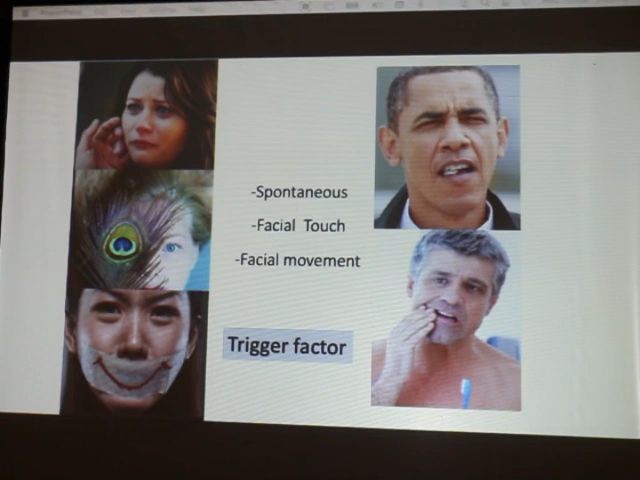 -Spontaneous
-Facial Touch
-Facial movement
Trigger factor